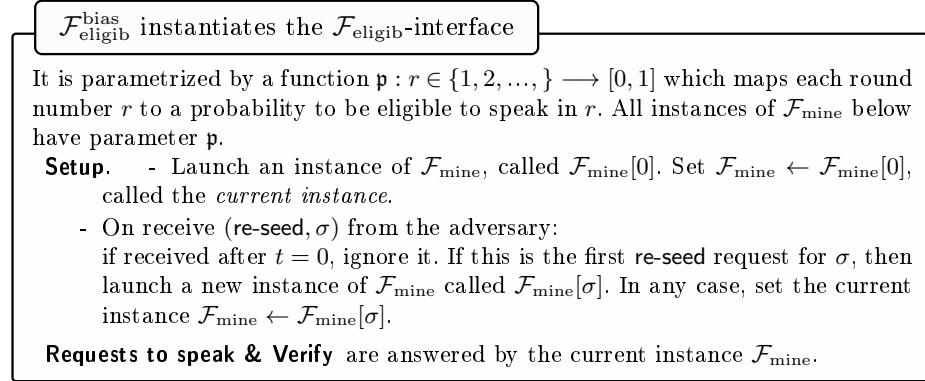 𝓕_eligib^bias instantiates the 𝓕_eligib-interface
It is parametrized by a function 𝔭 : r ∈ {1, 2, ..., } ⟶ [0, 1] which maps each round
number r to a probability to be eligible to speak in r. All instances of 𝓕_mine below
have parameter 𝔭.
Setup. - Launch an instance of 𝓕_mine, called 𝓕_mine[0]. Set 𝓕_mine ← 𝓕_mine[0],
called the current instance.
- On receive (re-seed, σ) from the adversary:
if received after t = 0, ignore it. If this is the first re-seed request for σ, then
launch a new instance of 𝓕_mine called 𝓕_mine[σ]. In any case, set the current
instance 𝓕_mine ← 𝓕_mine[σ].
Requests to speak & Verify are answered by the current instance 𝓕_mine.